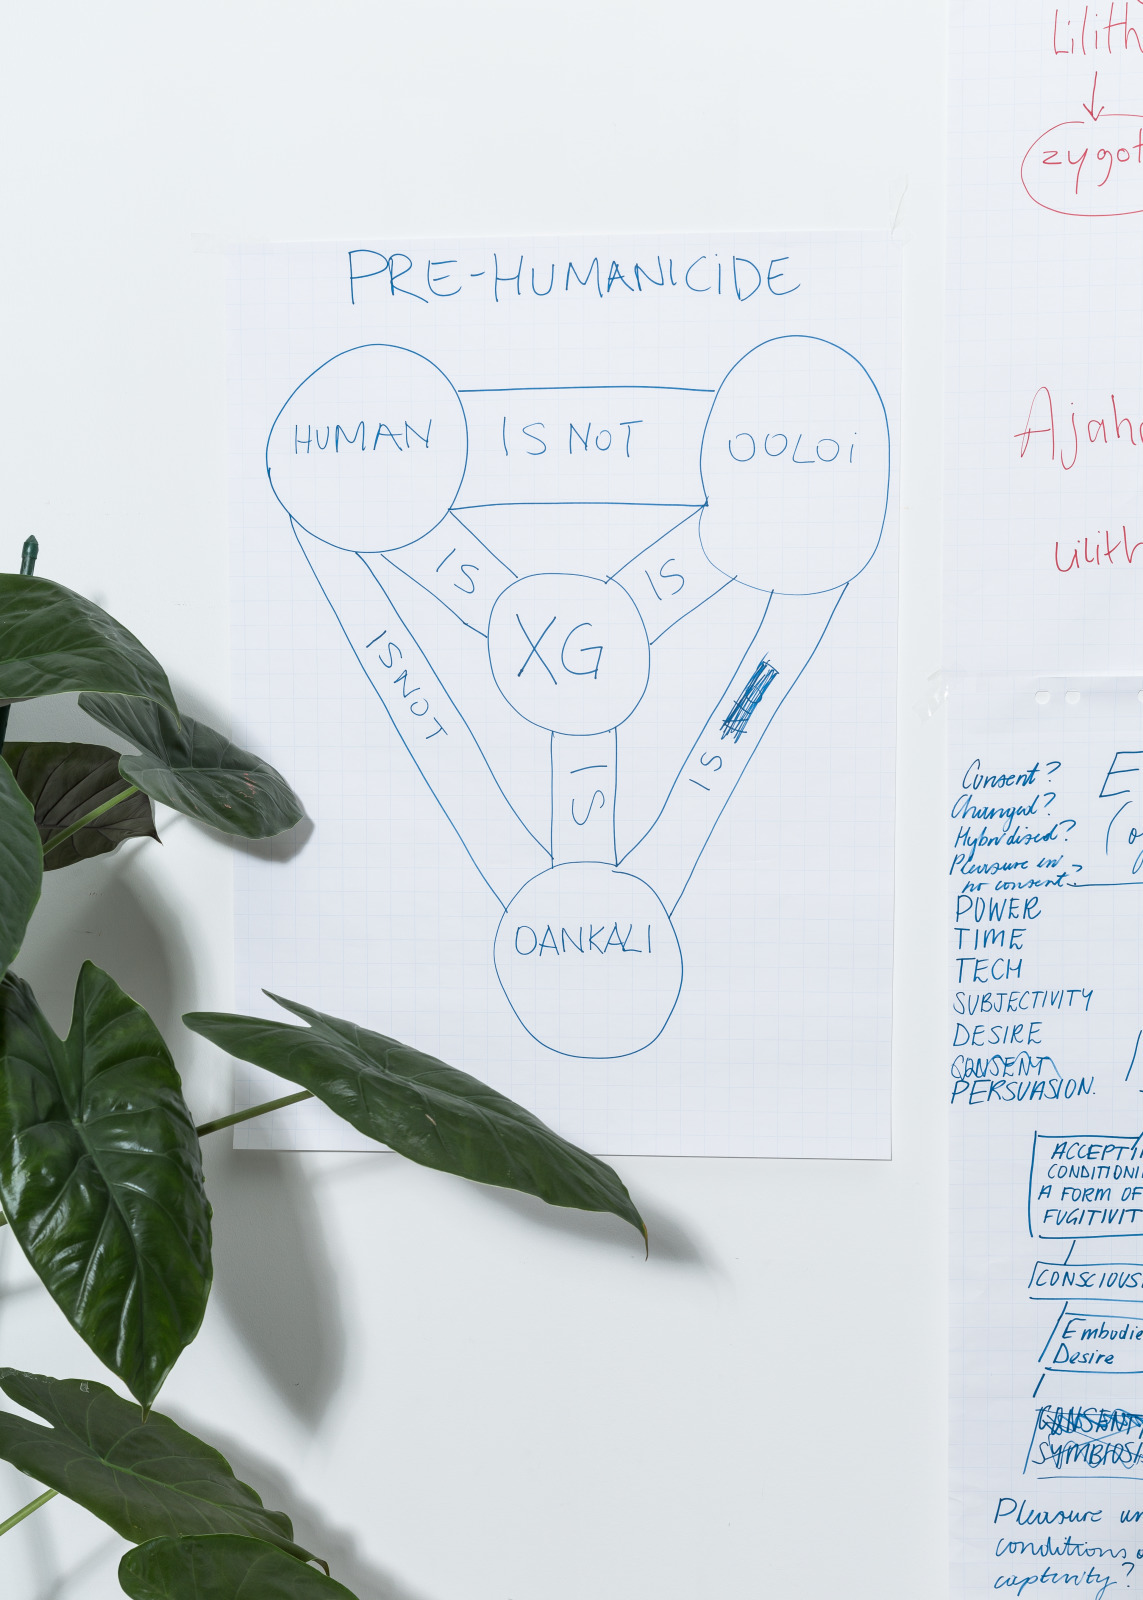 PRE-HUMANICIDE
HUMAN
IS NOT
OOLOi
IS
IS
XG
IS NOT
IS
IS
OANKALI
Lilith
zygot
Ajah
Lilith
Consent?
Changed?
Hybridised?
Pleasure in
no consent?
E
POWER
TIME
TECH
SUBJECTIVITY
DESIRE
CONSENT
PERSUASION.
ACCEPTI
CONDITIONI
A FORM OF
FUGITIVIT
CONSCIOUS
Embodie
Desire
CONSENT
SYMBIOSI
Pleasure un
conditions o
captivity?